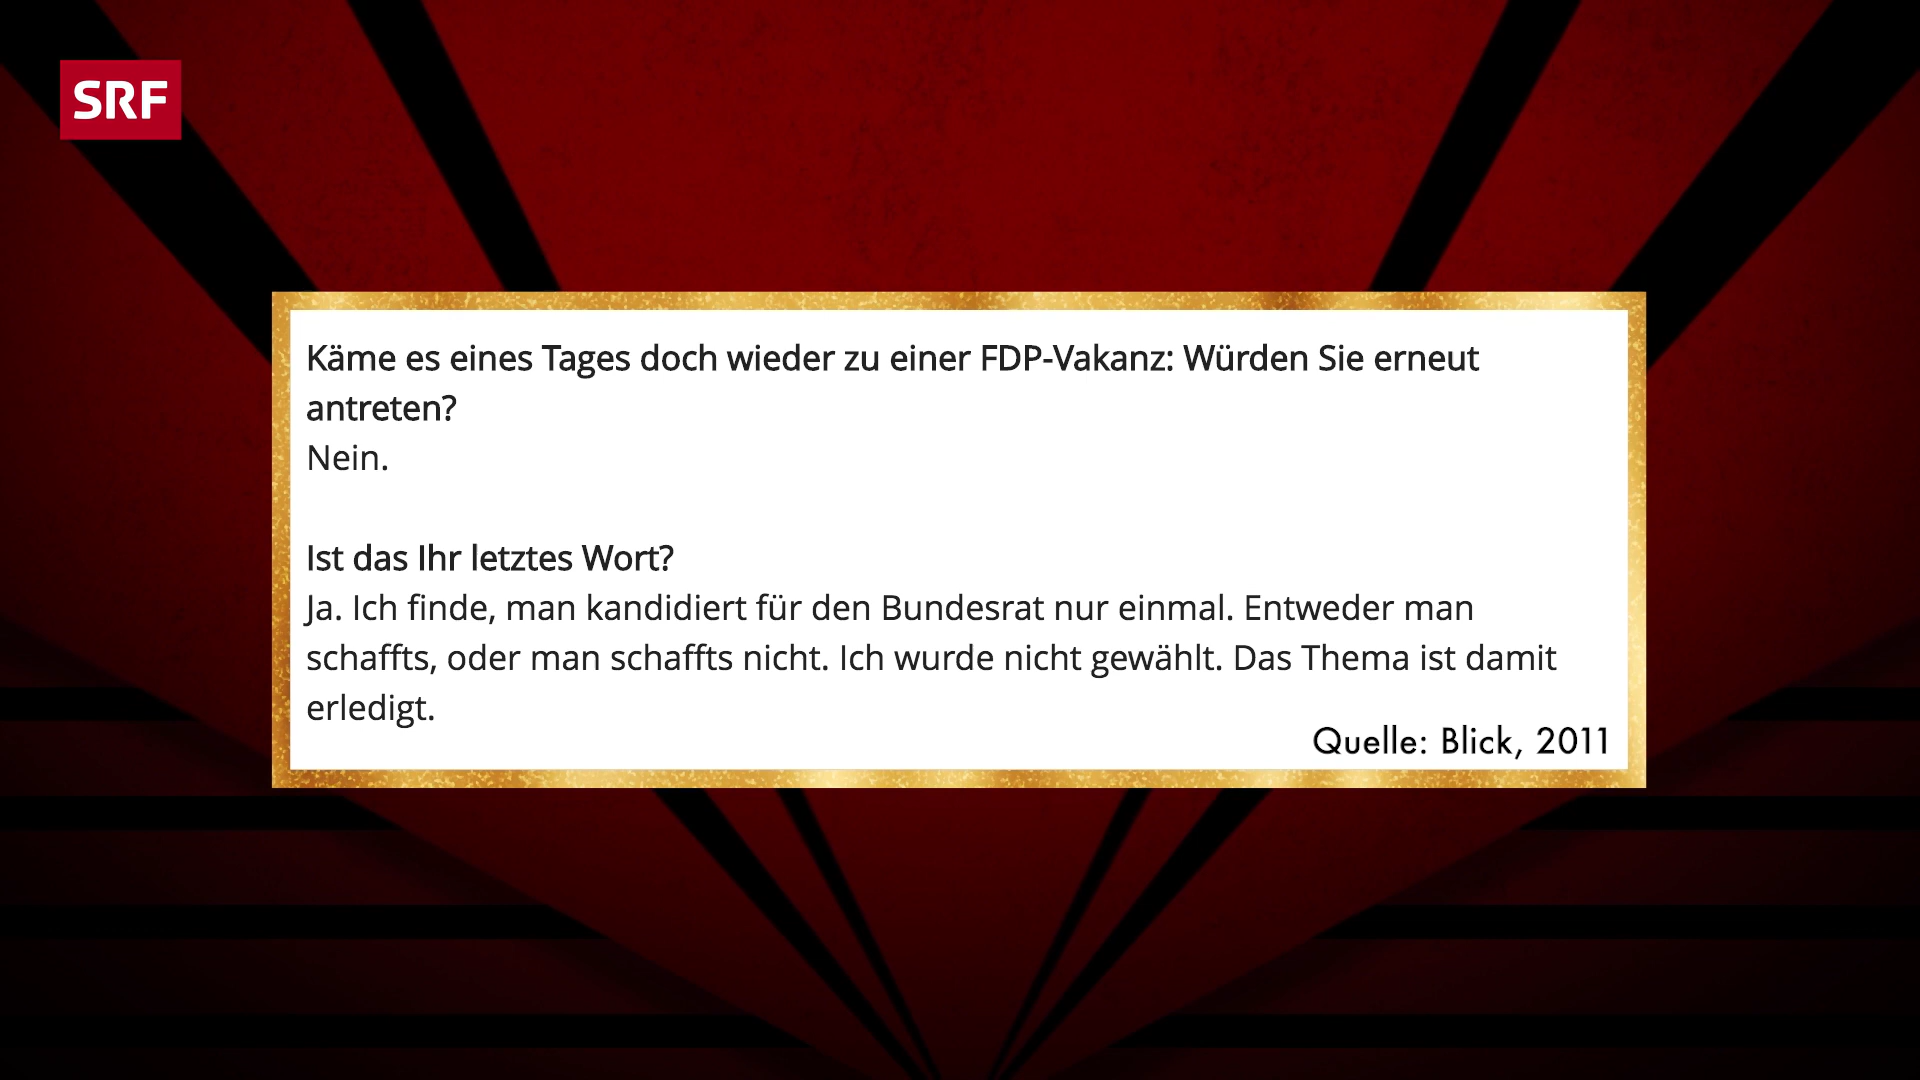 SRF
Käme es eines Tages doch wieder zu einer FDP-Vakanz: Würden Sie erneut
antreten?
Nein.
Ist das Ihr letztes Wort?
Ja. Ich finde, man kandidiert für den Bundesrat nur einmal. Entweder man
schaffts, oder man schaffts nicht. Ich wurde nicht gewählt. Das Thema ist damit
erledigt.
Quelle: Blick, 2011